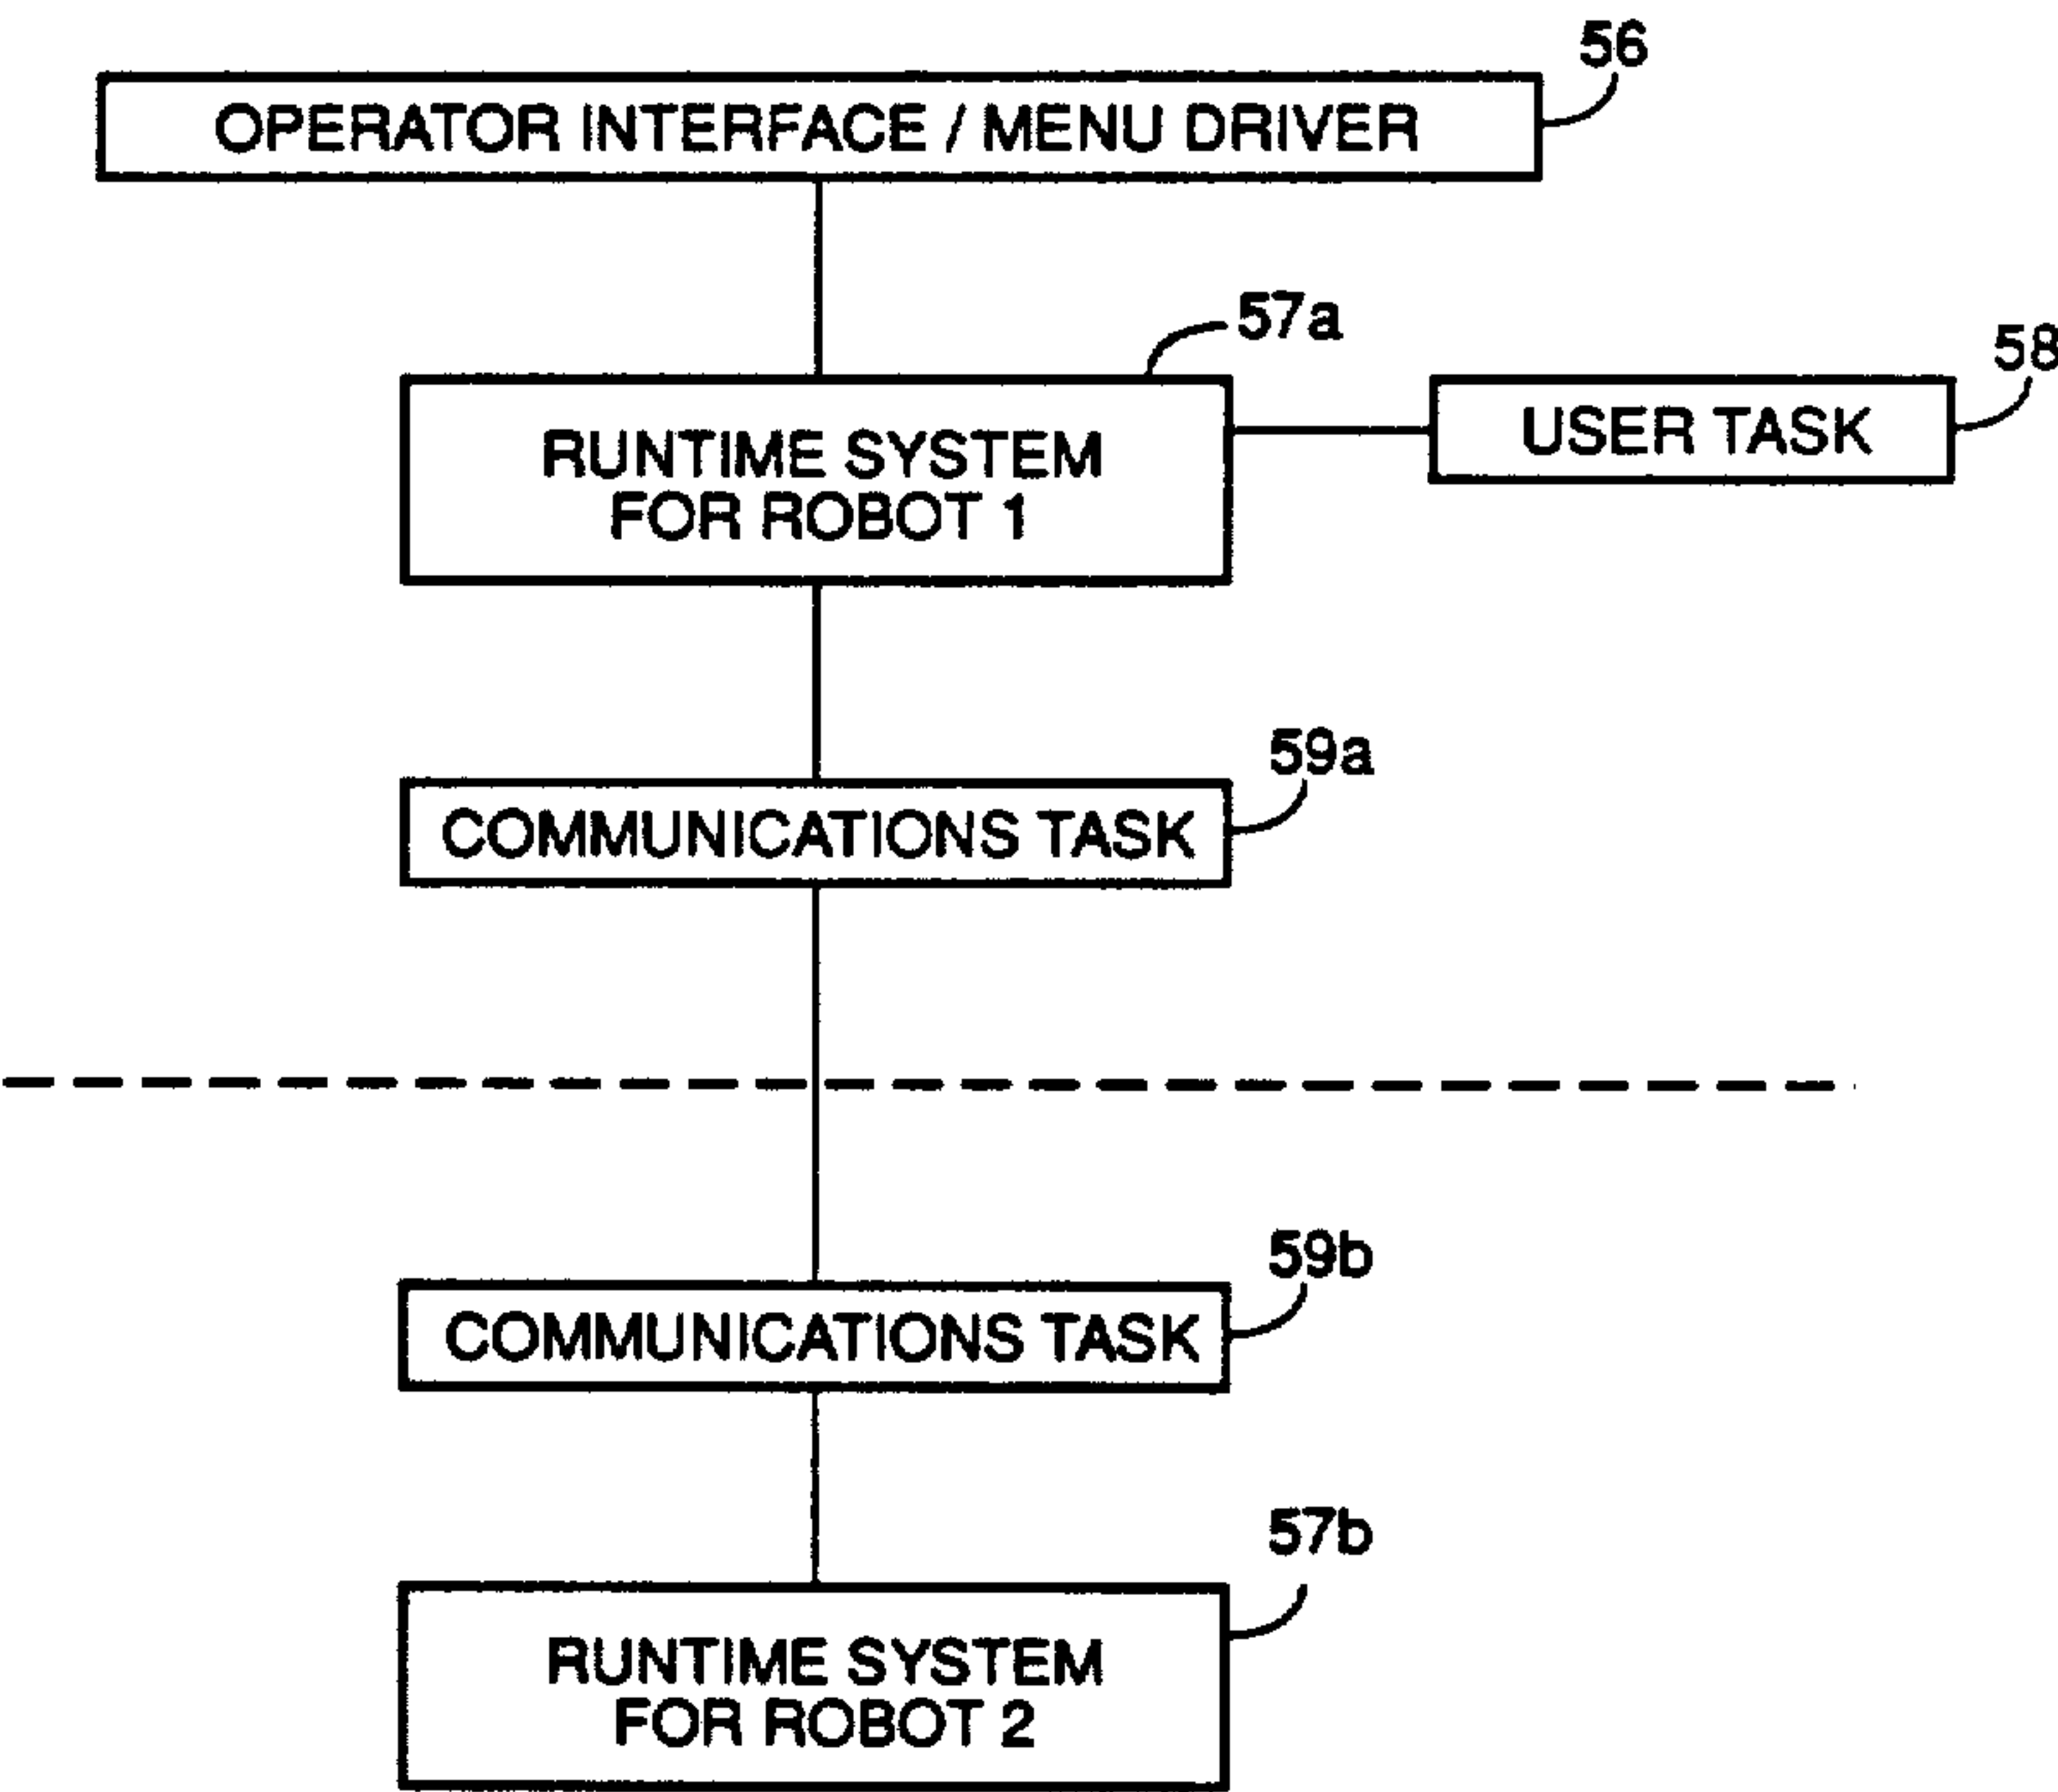 56
OPERATOR INTERFACE / MENU DRIVER
57a
58
RUNTIME SYSTEM
FOR ROBOT 1
USER TASK
59a
COMMUNICATIONS TASK
59b
COMMUNICATIONS TASK
57b
RUNTIME SYSTEM
FOR ROBOT 2